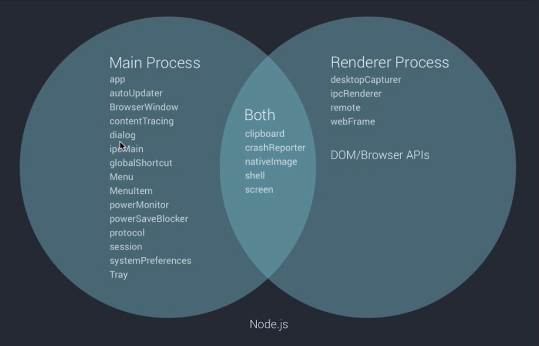 Main Process
app
autoUpdater
BrowserWindow
contentTracing
dialog
ipcMain
globalShortcut
Menu
MenuItem
powerMonitor
powerSaveBlocker
protocol
session
systemPreferences
Tray
Both
clipboard
crashReporter
nativeImage
shell
screen
Renderer Process
desktopCapturer
ipcRenderer
remote
webFrame
DOM/Browser APIs
Node.js